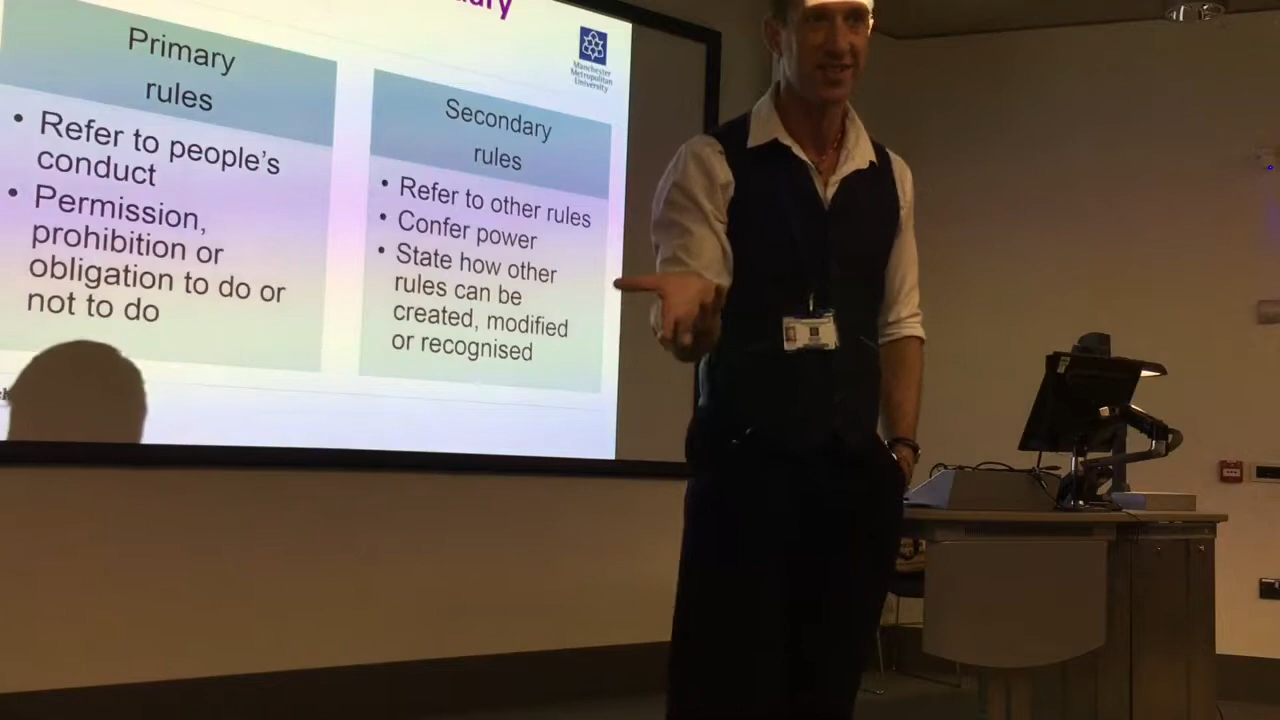 Primary
rules
• Refer to people's
conduct
• Permission,
prohibition or
obligation to do or
not to do
Secondary
rules
• Refer to other rules
• Confer power
• State how other
rules can be
created, modified
or recognised
Manchester
Metropolitan
University